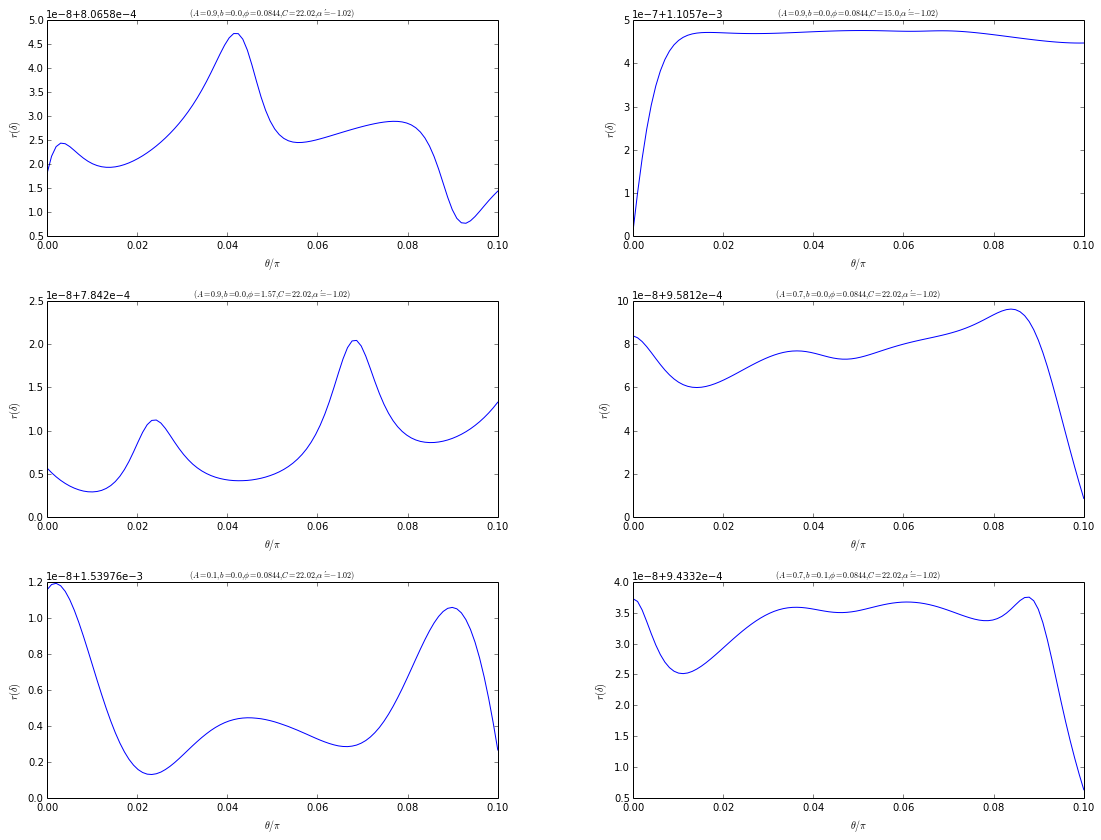 1e−8+8.0658e−4
(A=0.9,b=0.0,ϕ=0.0844,C=22.02,α̇=−1.02)
5.0
4.5
4.0
3.5
3.0
2.5
2.0
1.5
1.0
0.5
r(δ)
0.00 0.02 0.04 0.06 0.08 0.10
θ/π
1e−7+1.1057e−3
(A=0.9,b=0.0,ϕ=0.0844,C=15.0,α̇=−1.02)
5
4
3
2
1
0
r(δ)
0.00 0.02 0.04 0.06 0.08 0.10
θ/π
1e−8+7.842e−4
(A=0.9,b=0.0,ϕ=1.57,C=22.02,α̇=−1.02)
2.5
2.0
1.5
1.0
0.5
0.0
r(δ)
0.00 0.02 0.04 0.06 0.08 0.10
θ/π
1e−8+9.5812e−4
(A=0.7,b=0.0,ϕ=0.0844,C=22.02,α̇=−1.02)
10
8
6
4
2
0
r(δ)
0.00 0.02 0.04 0.06 0.08 0.10
θ/π
1e−8+1.53976e−3
(A=0.1,b=0.0,ϕ=0.0844,C=22.02,α̇=−1.02)
1.2
1.0
0.8
0.6
0.4
0.2
0.0
r(δ)
0.00 0.02 0.04 0.06 0.08 0.10
θ/π
1e−8+9.4332e−4
(A=0.7,b=0.1,ϕ=0.0844,C=22.02,α̇=−1.02)
4.0
3.5
3.0
2.5
2.0
1.5
1.0
0.5
r(δ)
0.00 0.02 0.04 0.06 0.08 0.10
θ/π